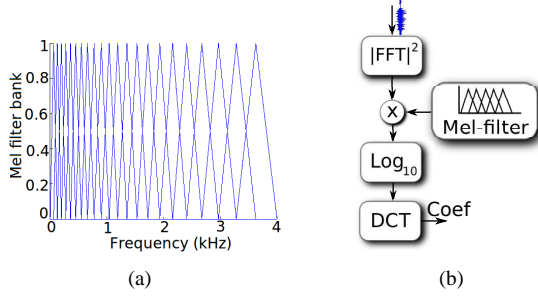 Mel filter bank
1
0.8
0.6
0.4
0.2
0
0 1 2 3 4
Frequency (kHz)
(a)
|FFT|²
x
Mel-filter
Log₁₀
DCT
Coef
(b)